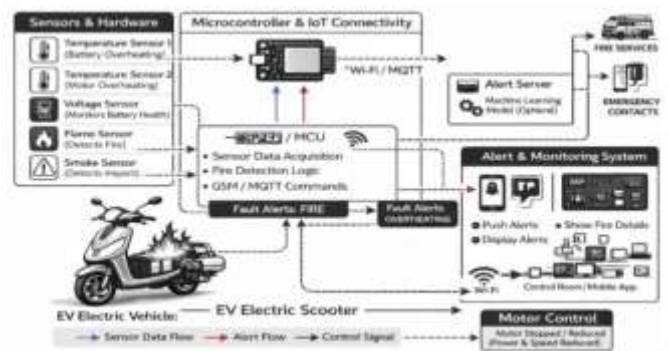 Sensors & Hardware
Temperature Sensor 1
(Battery Overheating)
Temperature Sensor 2
(Motor Overheating)
Voltage Sensor
(Monitors Battery Health)
Flame Sensor
(Detects Fire)
Smoke Sensor
(Detects
Microcontroller & IoT Connectivity
Wi-Fi / MQTT
/ MCU
• Sensor Data Acquisition
• Fire Detection Logic
• GSM / MQTT Commands
Fault Alerts: FIRE
Fault Alerts
OVERHEATING
FIRE SERVICES
Alert Server
Machine Learning
Model (Optional)
EMERGENCY
CONTACTS
Alert & Monitoring System
Push Alerts
Display Alerts
• Show Fire Details
Wi-Fi
Control Room / Mobile App
EV Electric Vehicle:
EV Electric Scooter
Sensor Data Flow
Alert Flow
Control Signal
Motor Control
Motor Stopped / Reduced
(Power & Speed Reduced)